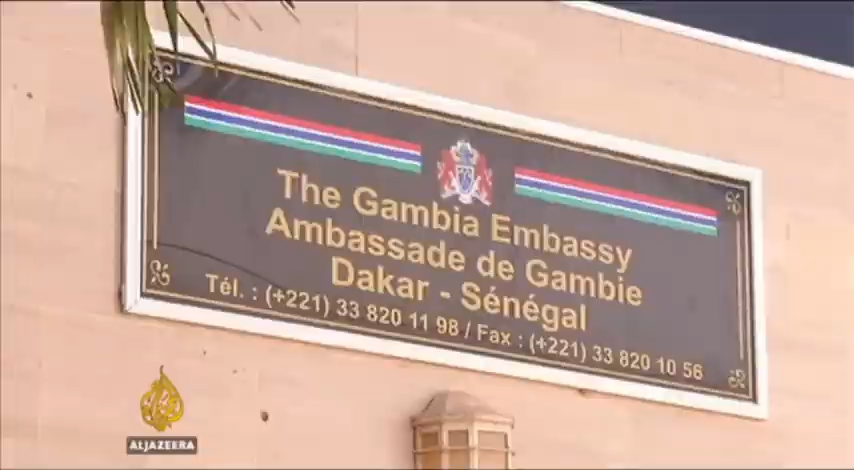 The Gambia Embassy
Ambassade de Gambie
Dakar - Sénégal
Tél. : (+221) 33 820 11 98 / Fax : (+221) 33 820 10 56
ALJAZEERA